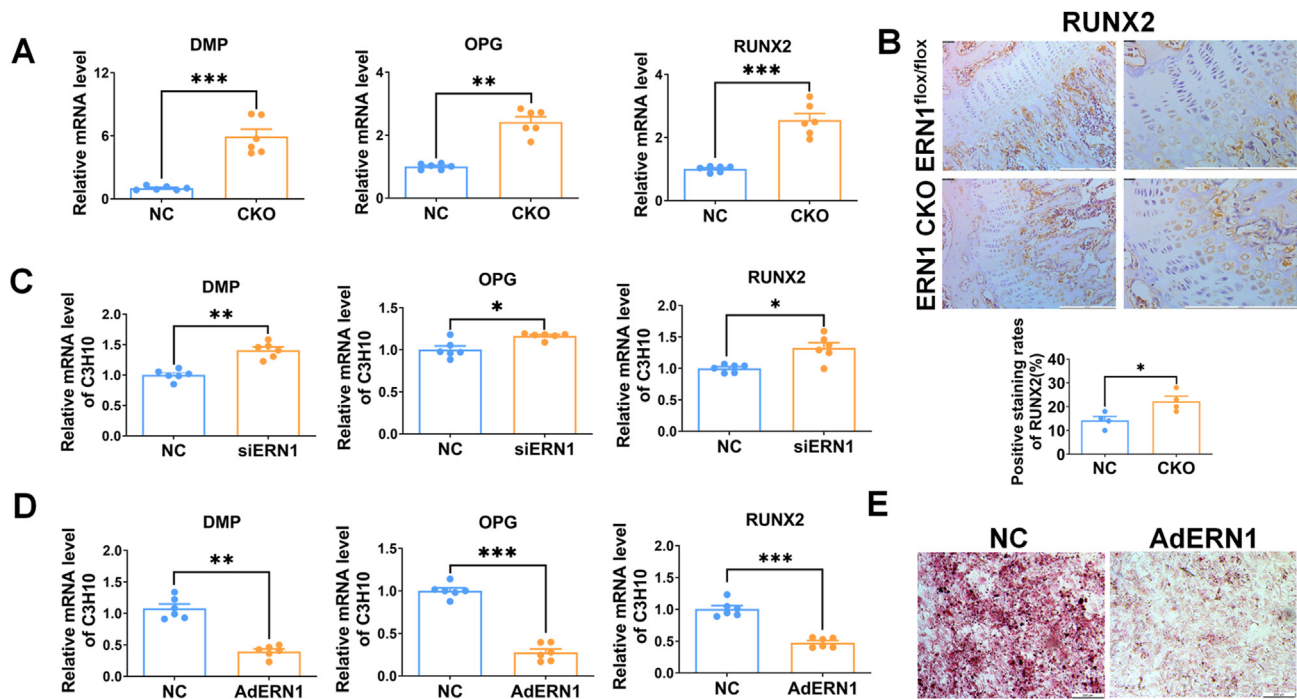 A
DMP
Relative mRNA level
12
6
0
***
NC
CKO
OPG
Relative mRNA level
4
2
0
**
NC
CKO
RUNX2
Relative mRNA level
4
2
0
***
NC
CKO
B
RUNX2
ERN1flox/flox
ERN1 CKO
Positive staining rates
of RUNX2(%)
40
30
20
10
0
*
NC
CKO
C
DMP
Relative mRNA level
of C3H10
2.0
1.5
1.0
0.5
0.0
**
NC
siERN1
OPG
Relative mRNA level
of C3H10
1.5
1.0
0.5
0.0
*
NC
siERN1
RUNX2
Relative mRNA level
of C3H10
2.0
1.5
1.0
0.5
0.0
*
NC
siERN1
D
DMP
Relative mRNA level
of C3H10
2.0
1.5
1.0
0.5
0.0
**
NC
AdERN1
OPG
Relative mRNA level
of C3H10
1.5
1.0
0.5
0.0
***
NC
AdERN1
RUNX2
Relative mRNA level
of C3H10
2.0
1.5
1.0
0.5
0.0
***
NC
AdERN1
E
NC
AdERN1